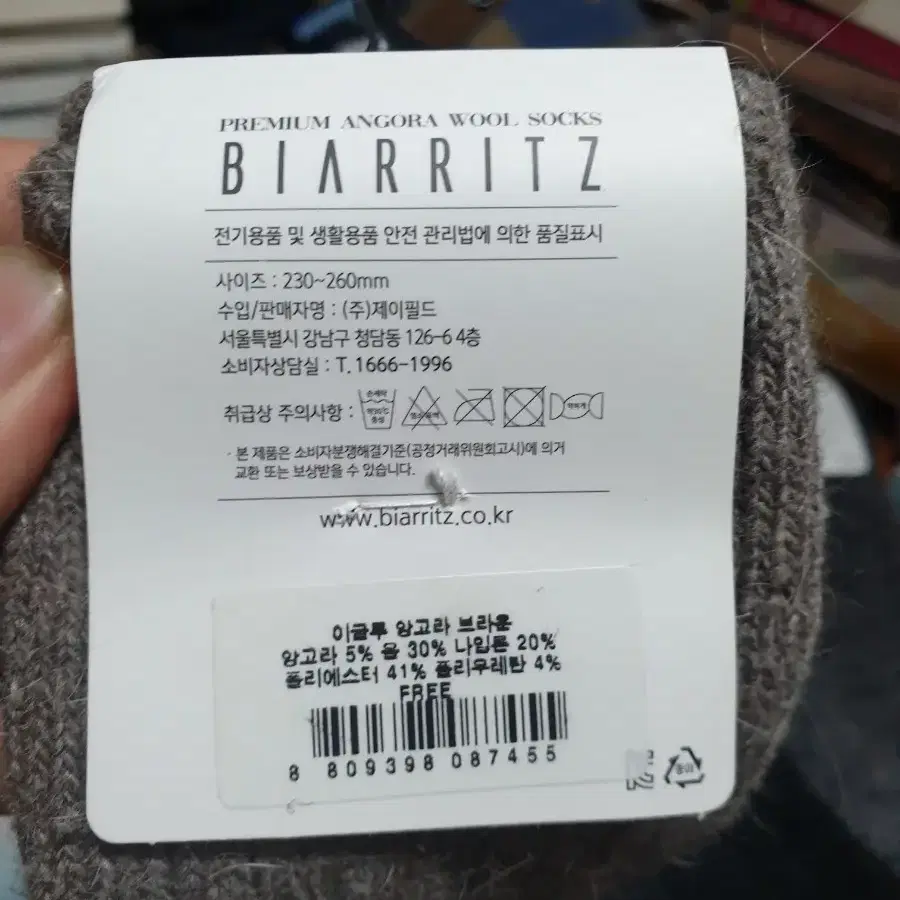 PREMIUM ANGORA WOOL SOCKS
BIARRITZ
전기용품 및 생활용품 안전 관리법에 의한 품질표시
사이즈 : 230~260mm
수입/판매자명 : (주)제이필드
서울특별시 강남구 청담동 126-6 4층
소비자상담실 : T. 1666-1996
취급상 주의사항 :
· 본 제품은 소비자분쟁해결기준(공정거래위원회고시)에 의거
교환 또는 보상받을 수 있습니다.
www.biarritz.co.kr
이글루 앙고라 브라운
앙고라 5% 울 30% 나일론 20%
폴리에스터 41% 폴리우레탄 4%
FREE
8 809398 087455
종이